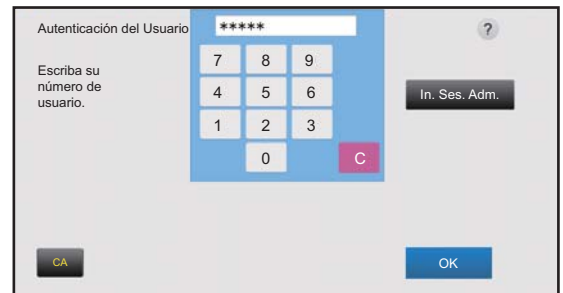 Autenticación del Usuario *****
?
Escriba su
número de
usuario.
7 8 9
4 5 6
1 2 3
0 C
In. Ses. Adm.
CA
OK